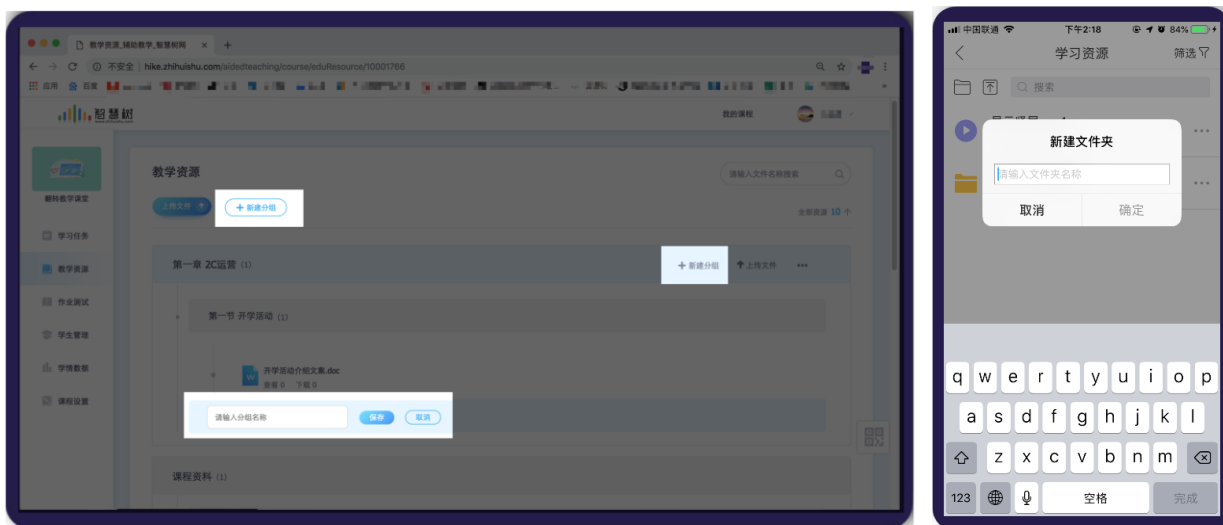 教学资源_辅助教学_智慧树网
不安全 | hike.zhihuishu.com/aidedteaching/course/eduResource/10001766
应用
百度
智慧树
我的课程
翻转教学课堂
学习任务
教学资源
作业测试
学生管理
学情数据
课程设置
教学资源
请输入文件名称搜索
上传文件
+ 新建分组
全部资源 10 个
第一章 2C运营 (1)
+ 新建分组
上传文件
•••
第一节 开学活动 (1)
开学活动介绍文案.doc
查看 0 下载 0
请输入分组名称
保存
取消
课程资料 (1)
中国联通
下午2:18
84%
学习资源
筛选
搜索
新建文件夹
请输入文件夹名称
取消
确定
q w e r t y u i o p
a s d f g h j k l
z x c v b n m
123
空格
完成